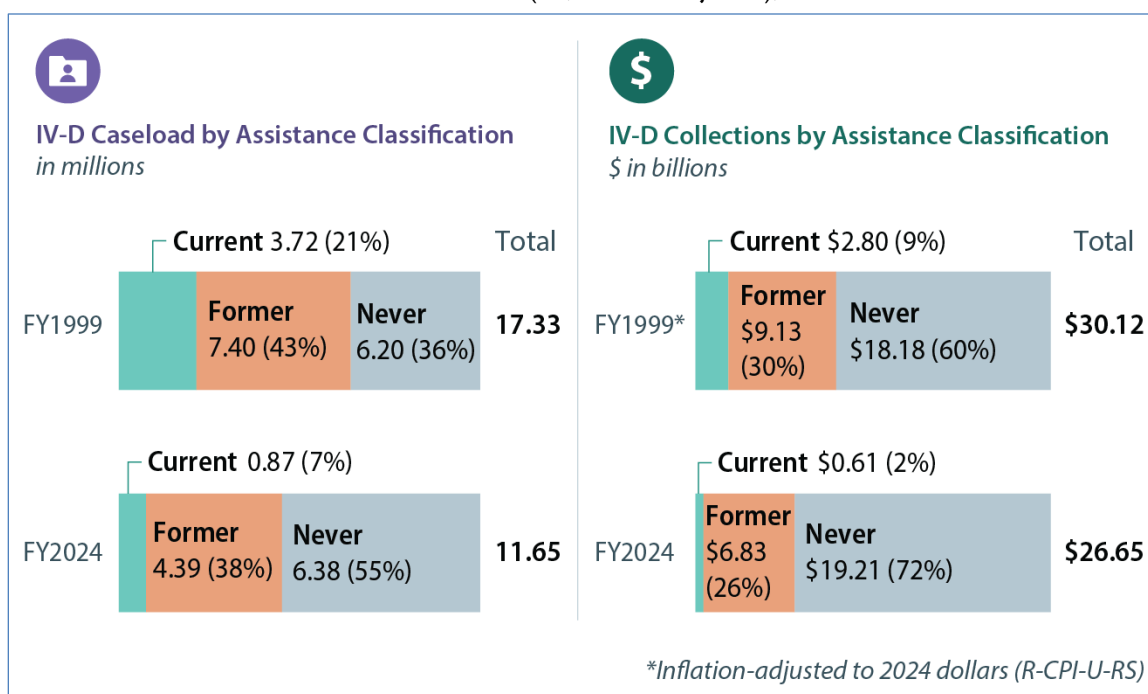 $
IV-D Caseload by Assistance Classification
in millions
Current 3.72 (21%) Total
FY1999
Former
7.40 (43%)
Never
6.20 (36%)
17.33
Current 0.87 (7%)
FY2024
Former
4.39 (38%)
Never
6.38 (55%)
11.65
IV-D Collections by Assistance Classification
$ in billions
Current $2.80 (9%) Total
FY1999*
Former
$9.13
(30%)
Never
$18.18 (60%)
$30.12
Current $0.61 (2%)
FY2024
Former
$6.83
(26%)
Never
$19.21 (72%)
$26.65
*Inflation-adjusted to 2024 dollars (R-CPI-U-RS)